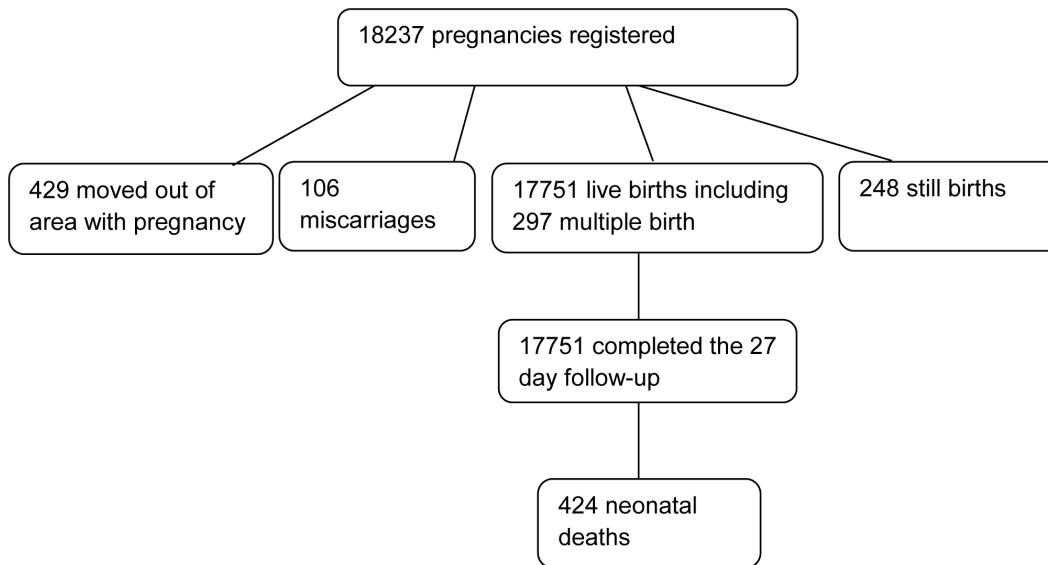 18237 pregnancies registered
429 moved out of
area with pregnancy
106
miscarriages
17751 live births including
297 multiple birth
248 still births
17751 completed the 27
day follow-up
424 neonatal
deaths